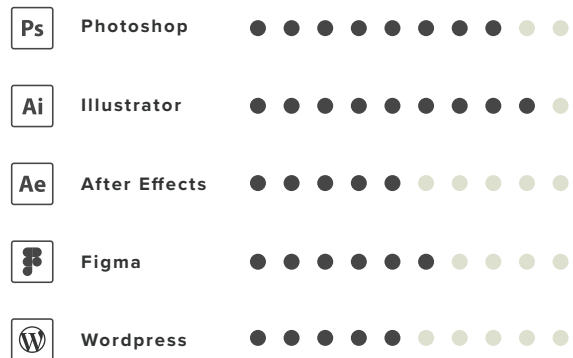 Ps Photoshop
Ai Illustrator
Ae After Effects
Figma
W Wordpress